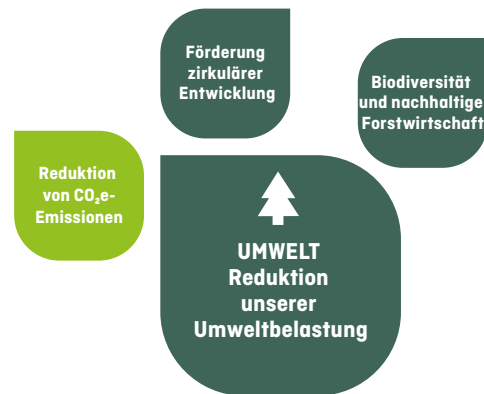 Förderung
zirkulärer
Entwicklung
Biodiversität
und nachhaltige
Forstwirtschaft
Reduktion
von CO₂e-
Emissionen
UMWELT
Reduktion
unserer
Umweltbelastung